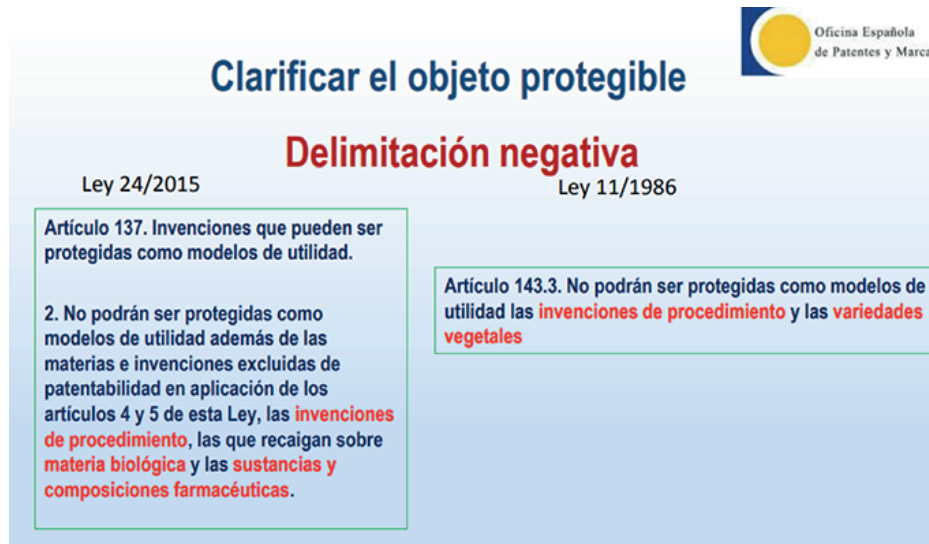 Oficina Española
de Patentes y Marca
Clarificar el objeto protegible
Delimitación negativa
Ley 24/2015
Ley 11/1986
Artículo 137. Invenciones que pueden ser
protegidas como modelos de utilidad.
2. No podrán ser protegidas como
modelos de utilidad además de las
materias e invenciones excluidas de
patentabilidad en aplicación de los
artículos 4 y 5 de esta Ley, las invenciones
de procedimiento, las que recaigan sobre
materia biológica y las sustancias y
composiciones farmacéuticas.
Artículo 143.3. No podrán ser protegidas como modelos de
utilidad las invenciones de procedimiento y las variedades
vegetales